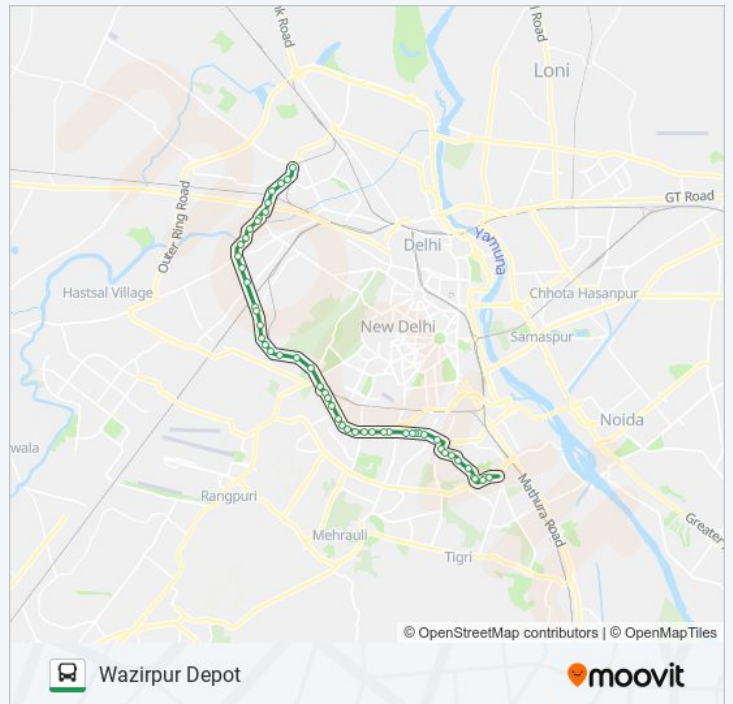 nk Road
l Road
Loni
Outer Ring Road
GT Road
Yamuna
Delhi
Hastsal Village
Chhota Hasanpur
New Delhi
Samaspur
Noida
wala
Rangpuri
Mathura Road
Greater
Mehrauli
Tigri
© OpenStreetMap contributors | © OpenMapTiles
Wazirpur Depot
moovit